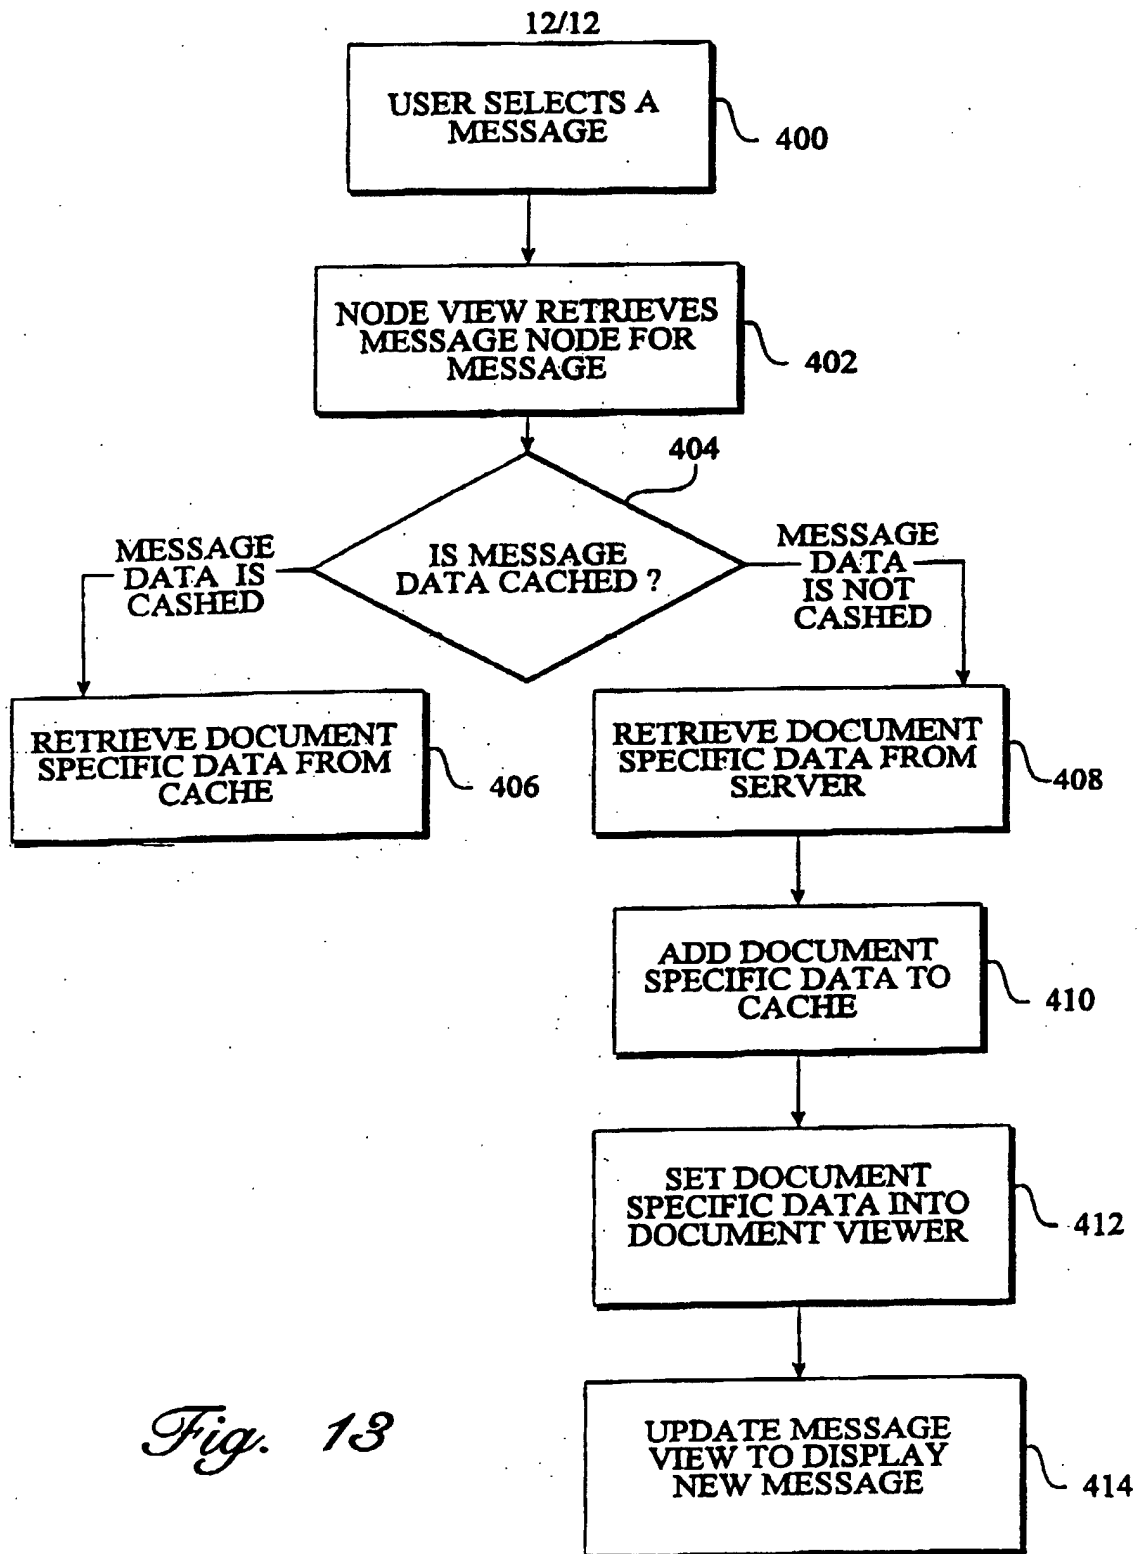 12/12
USER SELECTS A
MESSAGE
400
NODE VIEW RETRIEVES
MESSAGE NODE FOR
MESSAGE
402
404
IS MESSAGE
DATA CACHED ?
MESSAGE
DATA IS
CASHED
MESSAGE
DATA
IS NOT
CASHED
RETRIEVE DOCUMENT
SPECIFIC DATA FROM
CACHE
406
RETRIEVE DOCUMENT
SPECIFIC DATA FROM
SERVER
408
ADD DOCUMENT
SPECIFIC DATA TO
CACHE
410
SET DOCUMENT
SPECIFIC DATA INTO
DOCUMENT VIEWER
412
UPDATE MESSAGE
VIEW TO DISPLAY
NEW MESSAGE
414
Fig. 13